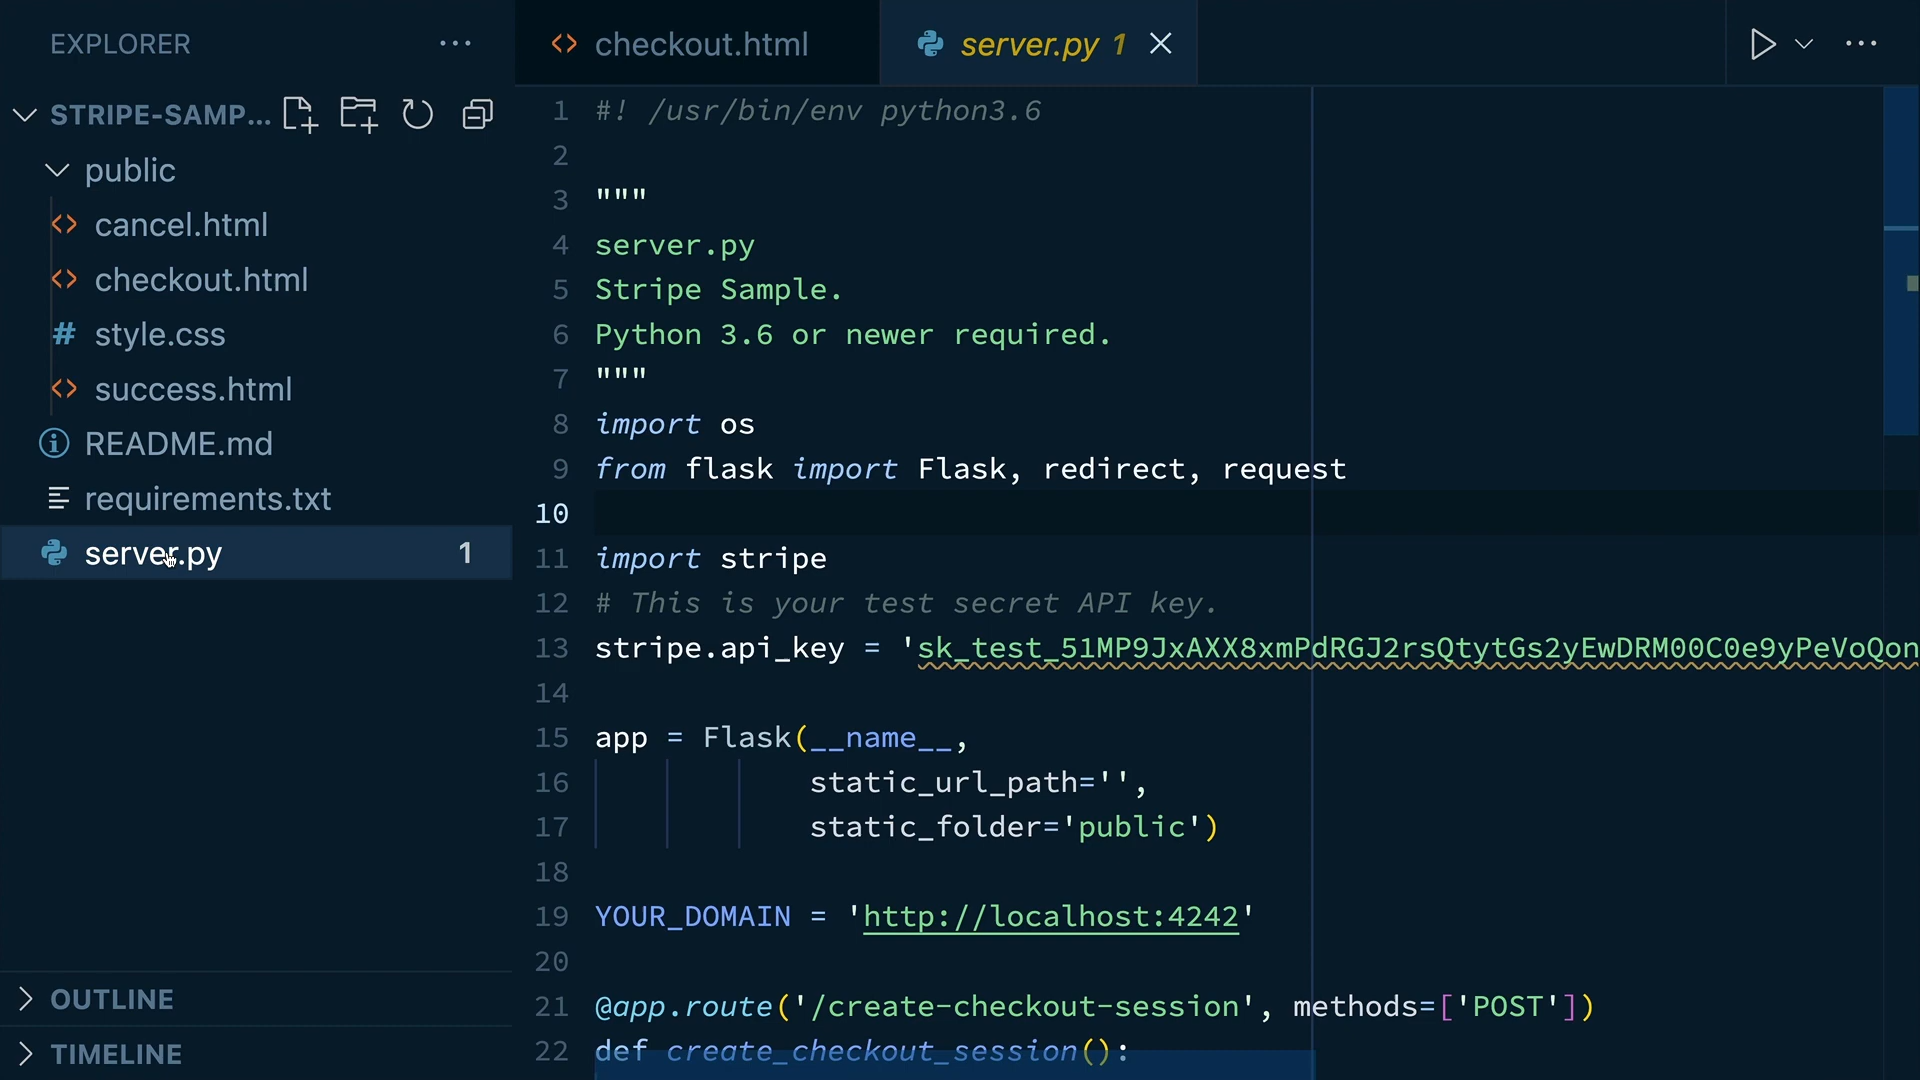 EXPLORER
STRIPE-SAMP...
public
cancel.html
checkout.html
style.css
success.html
README.md
requirements.txt
server.py 1
OUTLINE
TIMELINE
checkout.html
server.py 1
1 #! /usr/bin/env python3.6
2
3 """
4 server.py
5 Stripe Sample.
6 Python 3.6 or newer required.
7 """
8 import os
9 from flask import Flask, redirect, request
10
11 import stripe
12 # This is your test secret API key.
13 stripe.api_key = 'sk_test_51MP9JxAXX8xmPdRGJ2rsQtytGs2yEwDRM00C0e9yPeVoQon
14
15 app = Flask(__name__,
16 static_url_path='',
17 static_folder='public')
18
19 YOUR_DOMAIN = 'http://localhost:4242'
20
21 @app.route('/create-checkout-session', methods=['POST'])
22 def create_checkout_session():